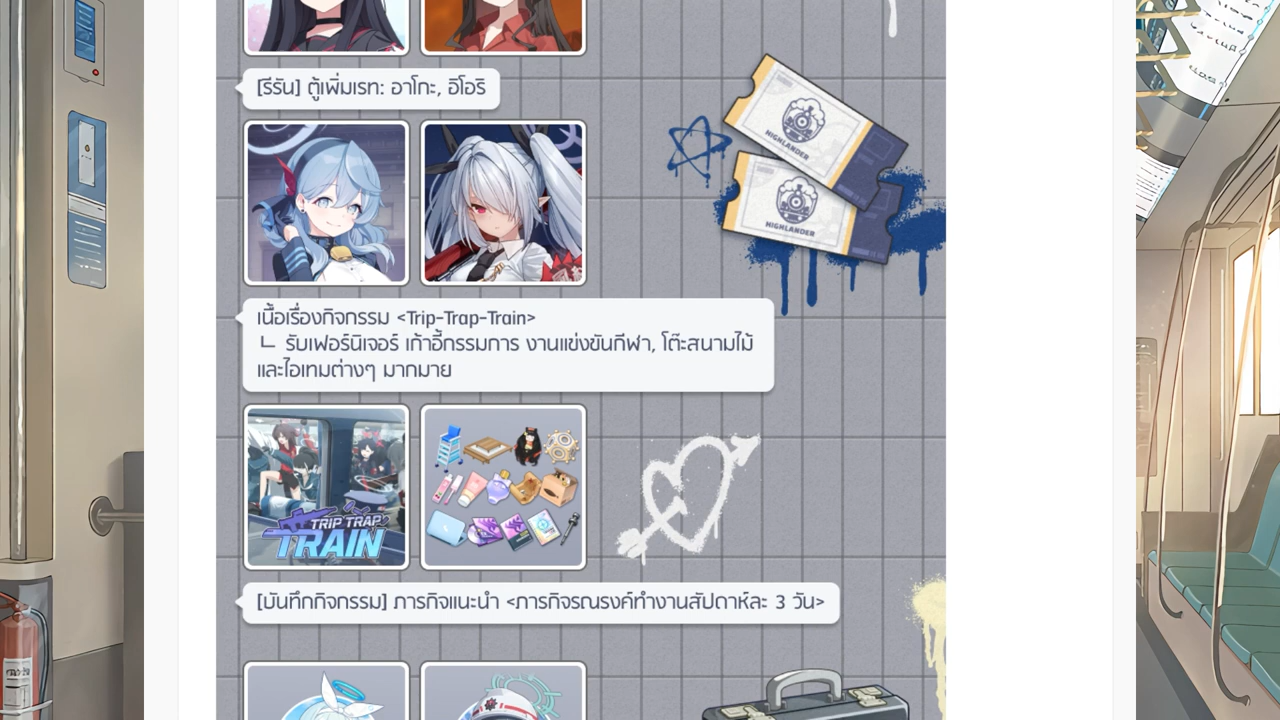 [รีรัน] ตู้เพิ่มเรท: อาโกะ, อิโอริ
HIGHLANDER
HIGHLANDER
เนื้อเรื่องกิจกรรม <Trip-Trap-Train>
ㄴ รับเฟอร์นิเจอร์ เก้าอี้กรรมการ งานแข่งขันกีฬา, โต๊ะสนามไม้
และไอเทมต่างๆ มากมาย
TRIP TRAP
TRAIN
[บันทึกกิจกรรม] ภารกิจแนะนำ <ภารกิจรณรงค์ทำงานสัปดาห์ละ 3 วัน>